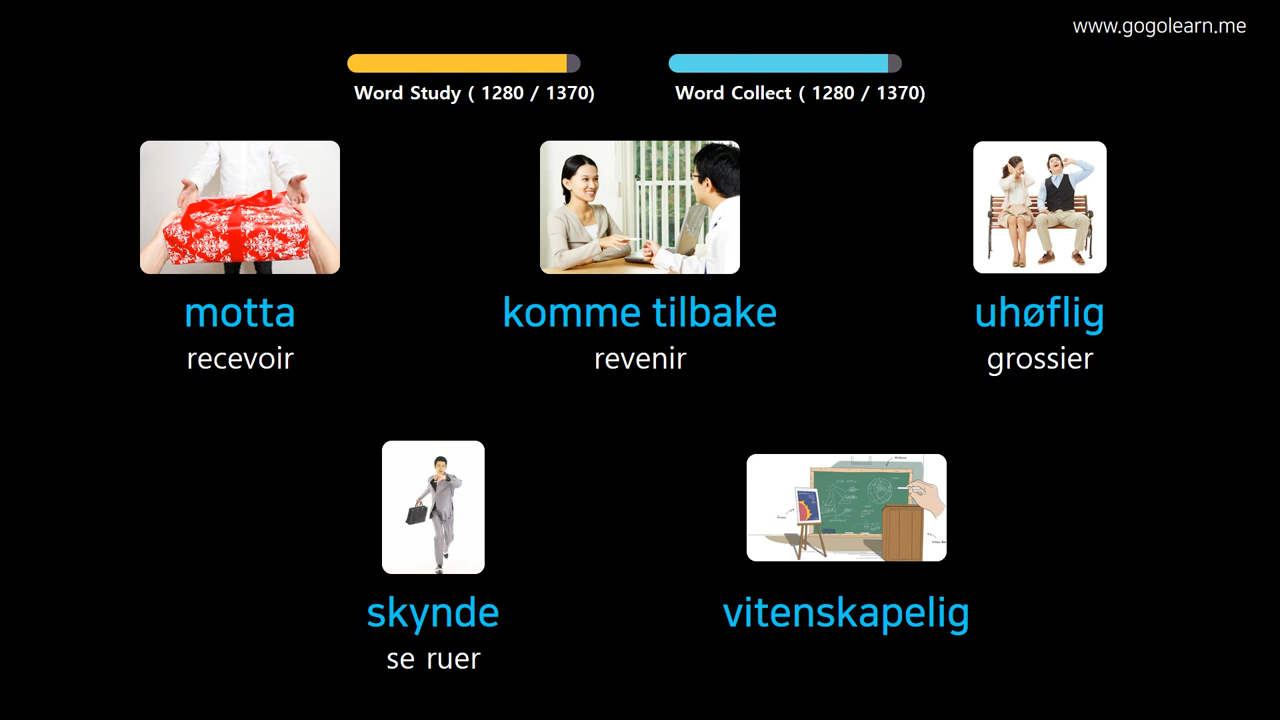 www.gogolearn.me
Word Study ( 1280 / 1370)
Word Collect ( 1280 / 1370)
motta
komme tilbake
uhøflig
recevoir
revenir
grossier
skynde
vitenskapelig
se ruer